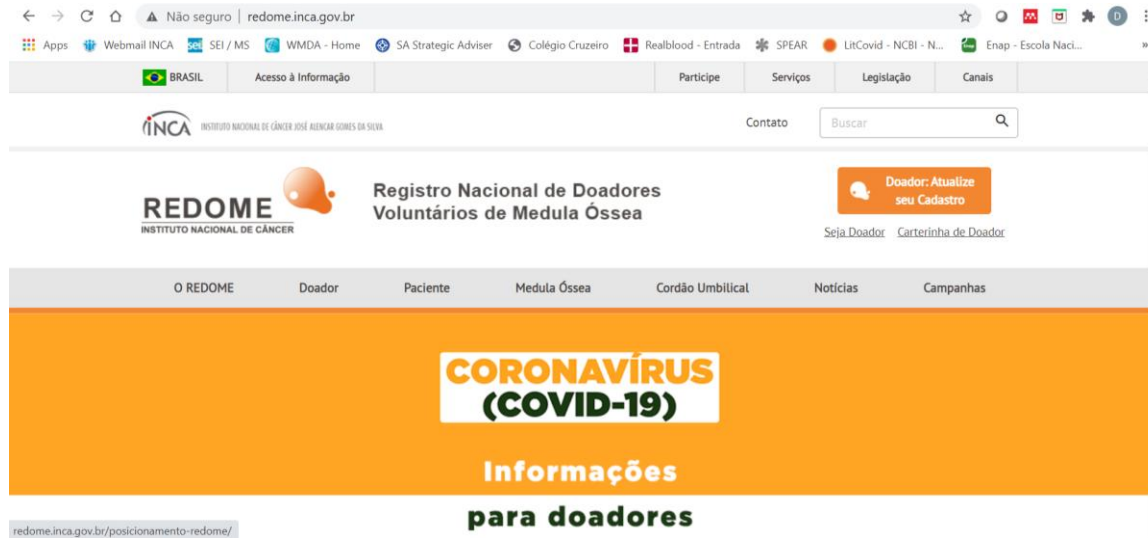 Não seguro | redome.inca.gov.br
Apps Webmail INCA sei SEI / MS WMDA - Home SA Strategic Adviser Colégio Cruzeiro Realblood - Entrada SPEAR LitCovid - NCBI - N... Enap - Escola Naci... »
BRASIL Acesso à Informação Participe Serviços Legislação Canais
INCA INSTITUTO NACIONAL DE CÂNCER JOSÉ ALENCAR GOMES DA SILVA Contato Buscar
REDOME
INSTITUTO NACIONAL DE CÂNCER
Registro Nacional de Doadores
Voluntários de Medula Óssea
Doador: Atualize
seu Cadastro
Seja Doador Carterinha de Doador
O REDOME Doador Paciente Medula Óssea Cordão Umbilical Notícias Campanhas
CORONAVÍRUS
(COVID-19)
Informações
para doadores
redome.inca.gov.br/posicionamento-redome/